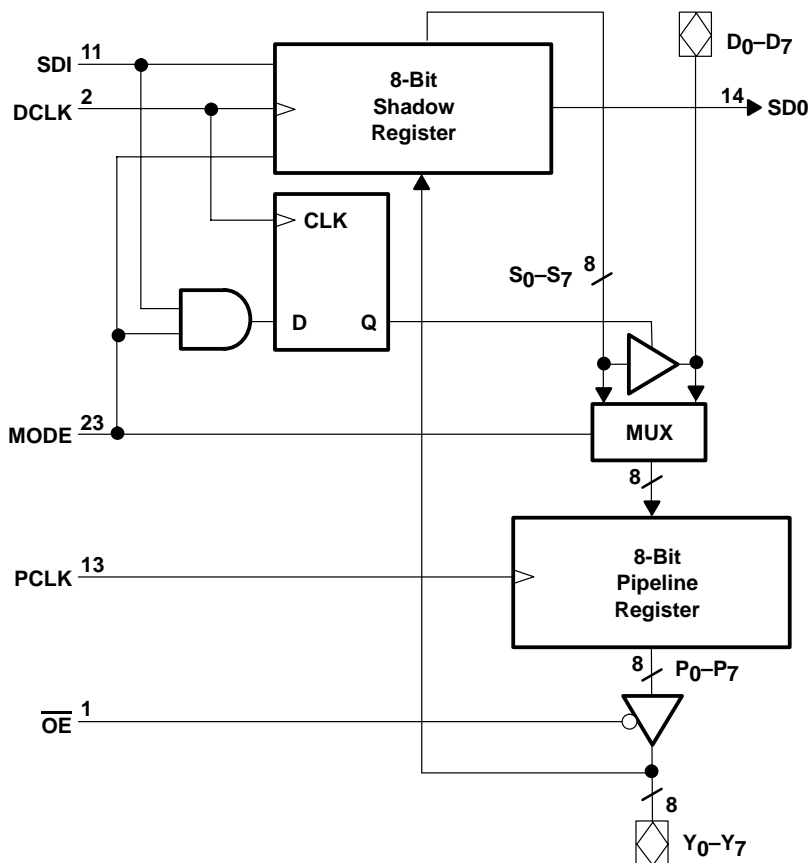 D0–D7
SDI 11
8-Bit
Shadow
Register
DCLK 2
14 SD0
CLK
S0–S7 8
D Q
MODE 23
MUX
8
PCLK 13
8-Bit
Pipeline
Register
8 P0–P7
OE 1
8
Y0–Y7